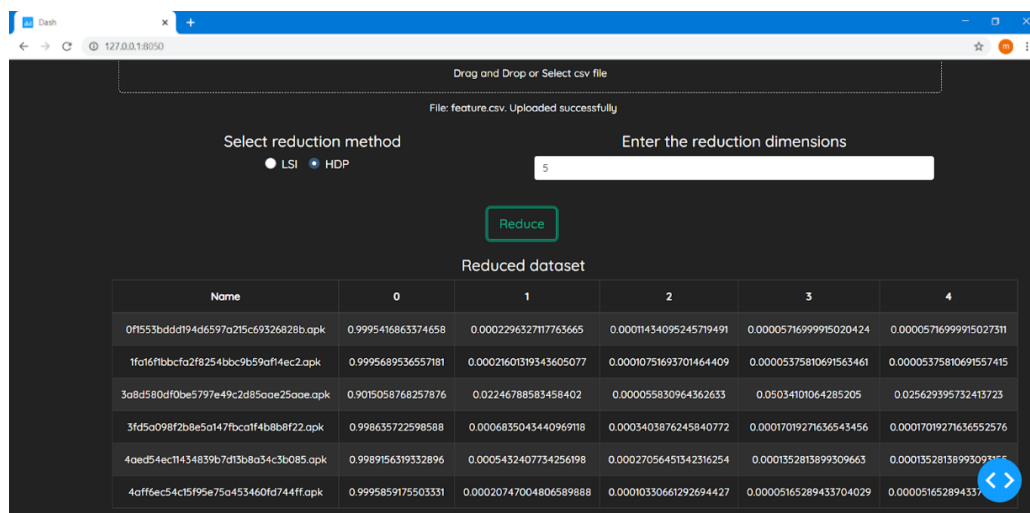 Dash
127.0.0.1:8050
m
Drag and Drop or Select csv file
File: feature.csv. Uploaded successfully
Select reduction method
Enter the reduction dimensions
LSI HDP
5
Reduce
Reduced dataset
Name 0 1 2 3 4
0f1553bddd194d6597a215c69326828b.apk 0.9995416863374658 0.0002296327117763665 0.00011434095245719491 0.00005716999915020424 0.00005716999915027311
1fa16f1bbcfa2f8254bbc9b59af14ec2.apk 0.9995689536557181 0.00021601319343605077 0.00010751693701464409 0.00005375810691563461 0.00005375810691557415
3a8d580df0be5797e49c2d85aae25aae.apk 0.9015058768257876 0.02246788583458402 0.000055830964362633 0.05034101064285205 0.025629395732413723
3fd5a098f2b8e5a147fbca1f4b8b8f22.apk 0.998635722598588 0.0006835043440969118 0.0003403876245840772 0.00017019271636543456 0.00017019271636552576
4aed54ec11434839b7d13b8a34c3b085.apk 0.9989156319332896 0.0005432407734256198 0.00027056451342316254 0.0001352813899309663
4aff6ec54c15f95e75a453460fd744ff.apk 0.9995859175503331 0.00020747004806589888 0.00010330661292694427 0.00005165289433704029